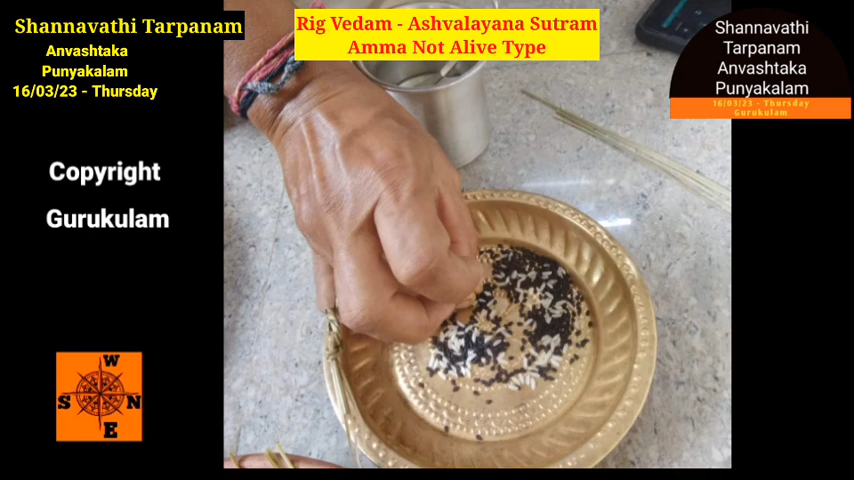 Shannavathi Tarpanam
Anvashtaka
Punyakalam
16/03/23 - Thursday
Rig Vedam - Ashvalayana Sutram
Amma Not Alive Type
Shannavathi
Tarpanam
Anvashtaka
Punyakalam
16/03/23 - Thursday
Gurukulam
Copyright
Gurukulam
W
S N
E